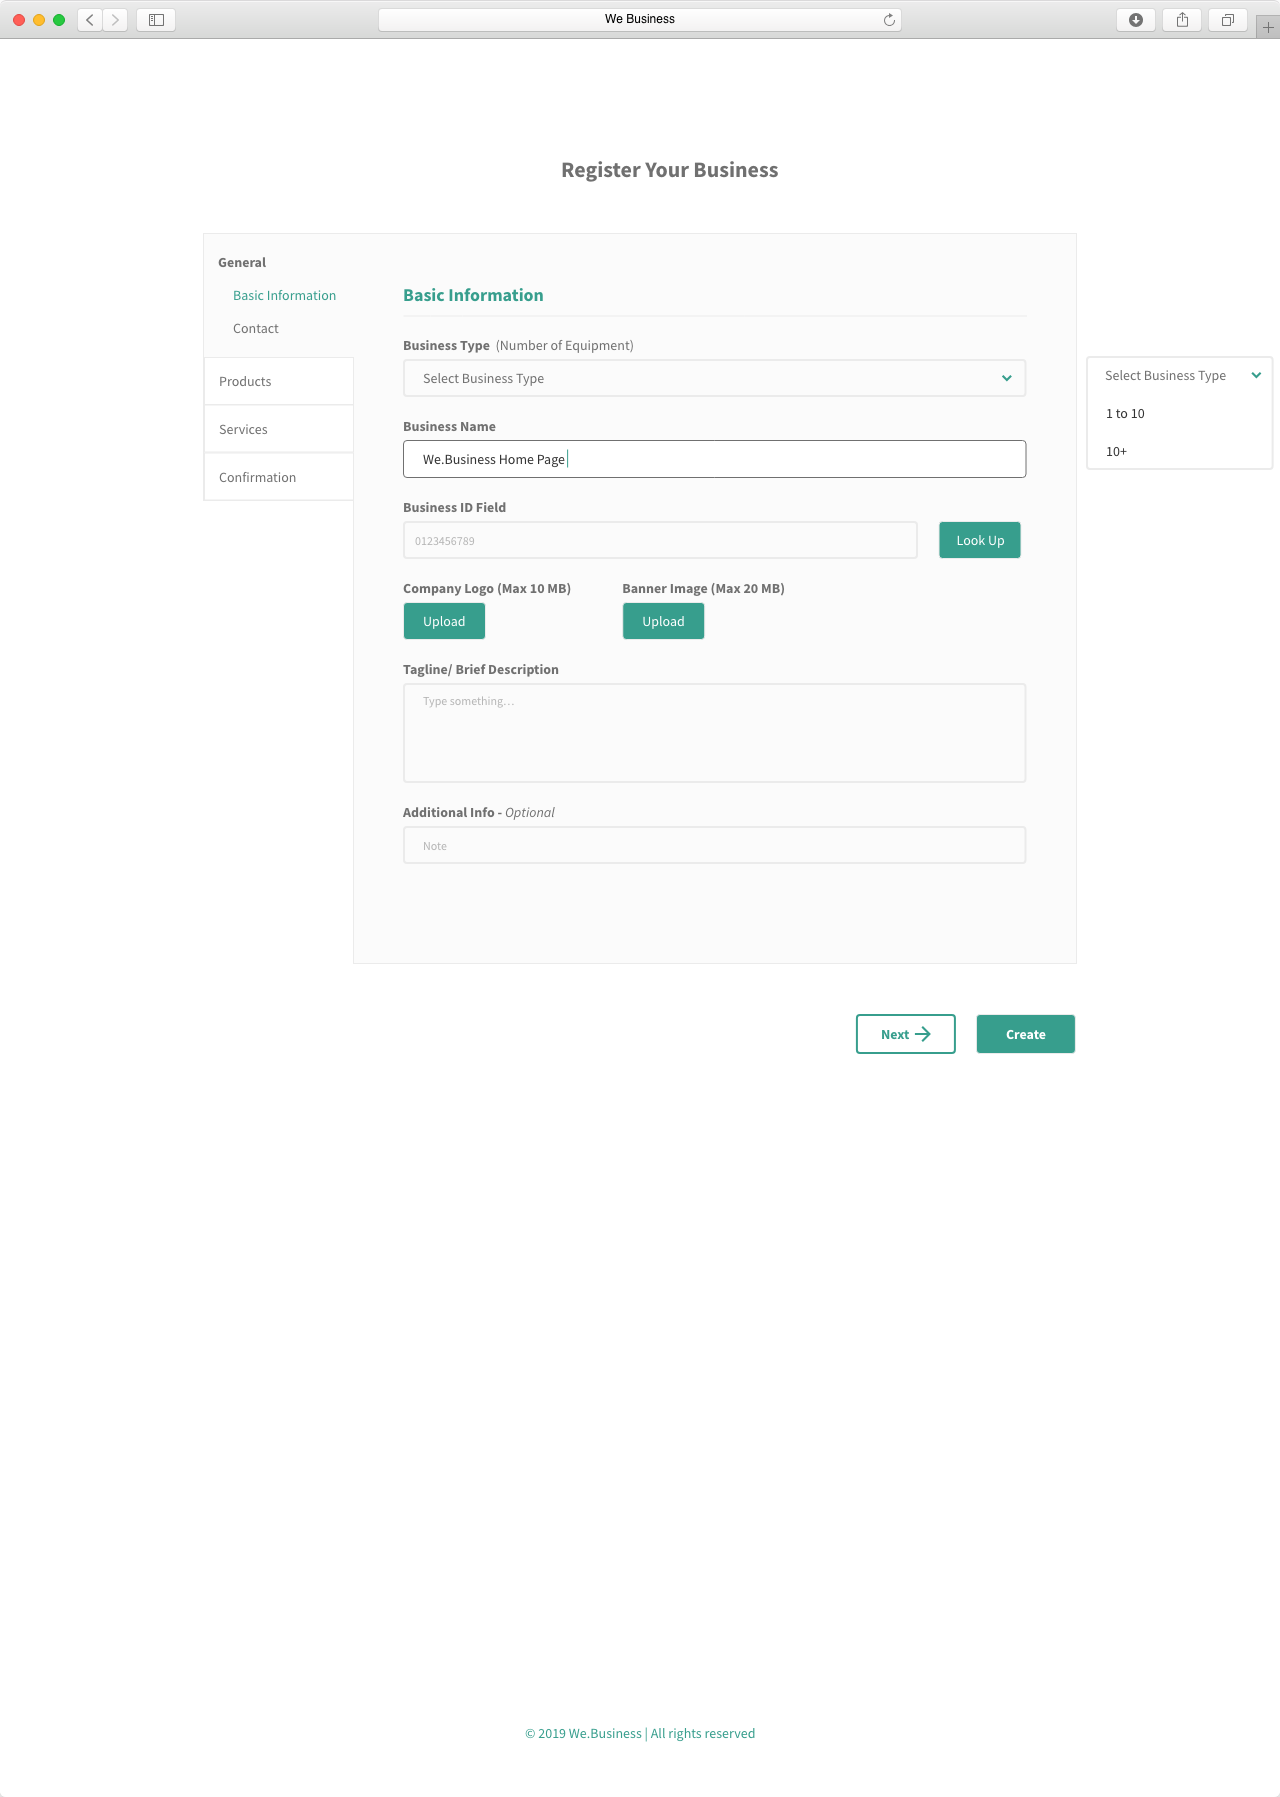 We Business
Register Your Business
General
Basic Information
Contact
Products
Services
Confirmation
Basic Information
Business Type (Number of Equipment)
Select Business Type
Business Name
We.Business Home Page
Business ID Field
0123456789
Look Up
Company Logo (Max 10 MB)
Banner Image (Max 20 MB)
Upload
Upload
Tagline/ Brief Description
Type something...
Additional Info - Optional
Note
Select Business Type
1 to 10
10+
Next
Create
© 2019 We.Business | All rights reserved